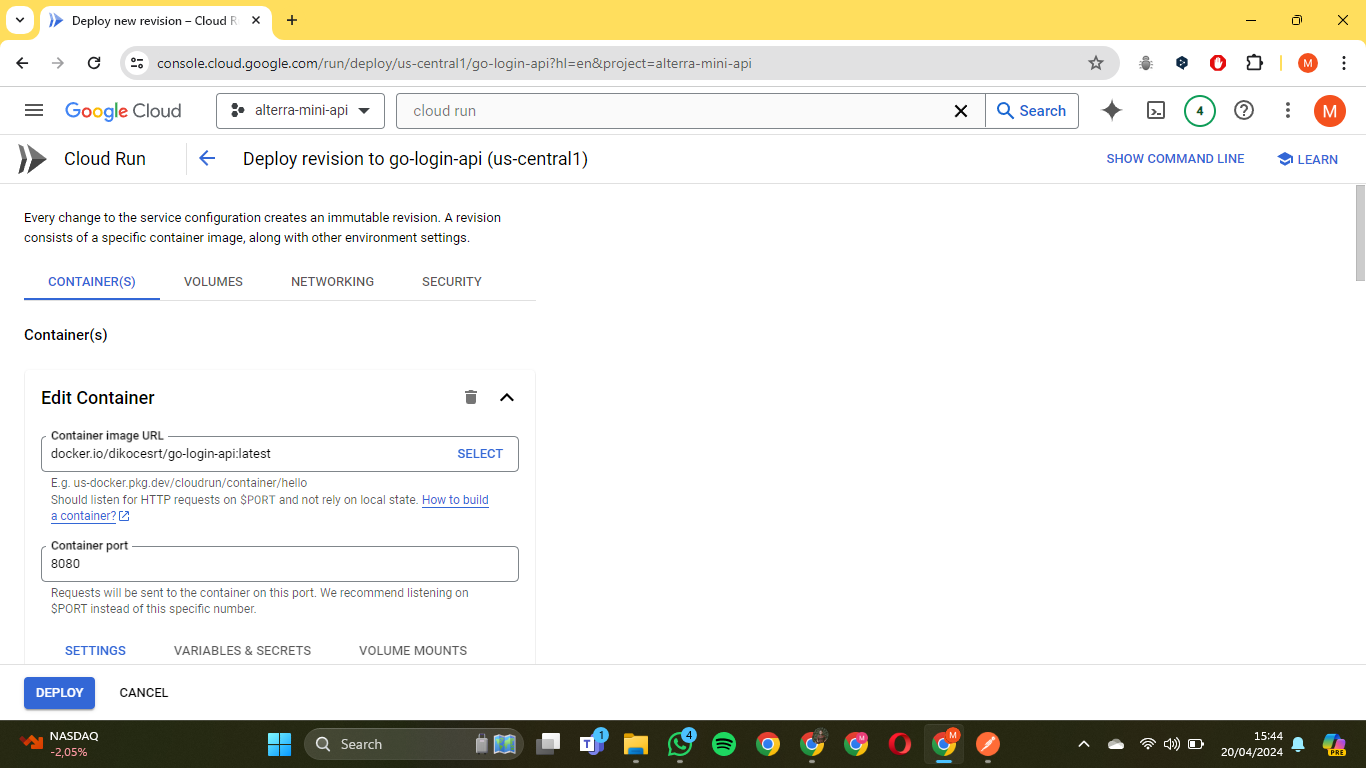 Deploy new revision – Cloud R
console.cloud.google.com/run/deploy/us-central1/go-login-api?hl=en&project=alterra-mini-api
M
Google Cloud
alterra-mini-api
cloud run
Search
4
M
Cloud Run
Deploy revision to go-login-api (us-central1)
SHOW COMMAND LINE
LEARN
Every change to the service configuration creates an immutable revision. A revision
consists of a specific container image, along with other environment settings.
CONTAINER(S)
VOLUMES
NETWORKING
SECURITY
Container(s)
Edit Container
Container image URL
docker.io/dikocesrt/go-login-api:latest
SELECT
E.g. us-docker.pkg.dev/cloudrun/container/hello
Should listen for HTTP requests on $PORT and not rely on local state. How to build
a container?
Container port
8080
Requests will be sent to the container on this port. We recommend listening on
$PORT instead of this specific number.
SETTINGS
VARIABLES & SECRETS
VOLUME MOUNTS
DEPLOY
CANCEL
NASDAQ
-2,05%
Search
1
4
M
M
15:44
20/04/2024
PRE